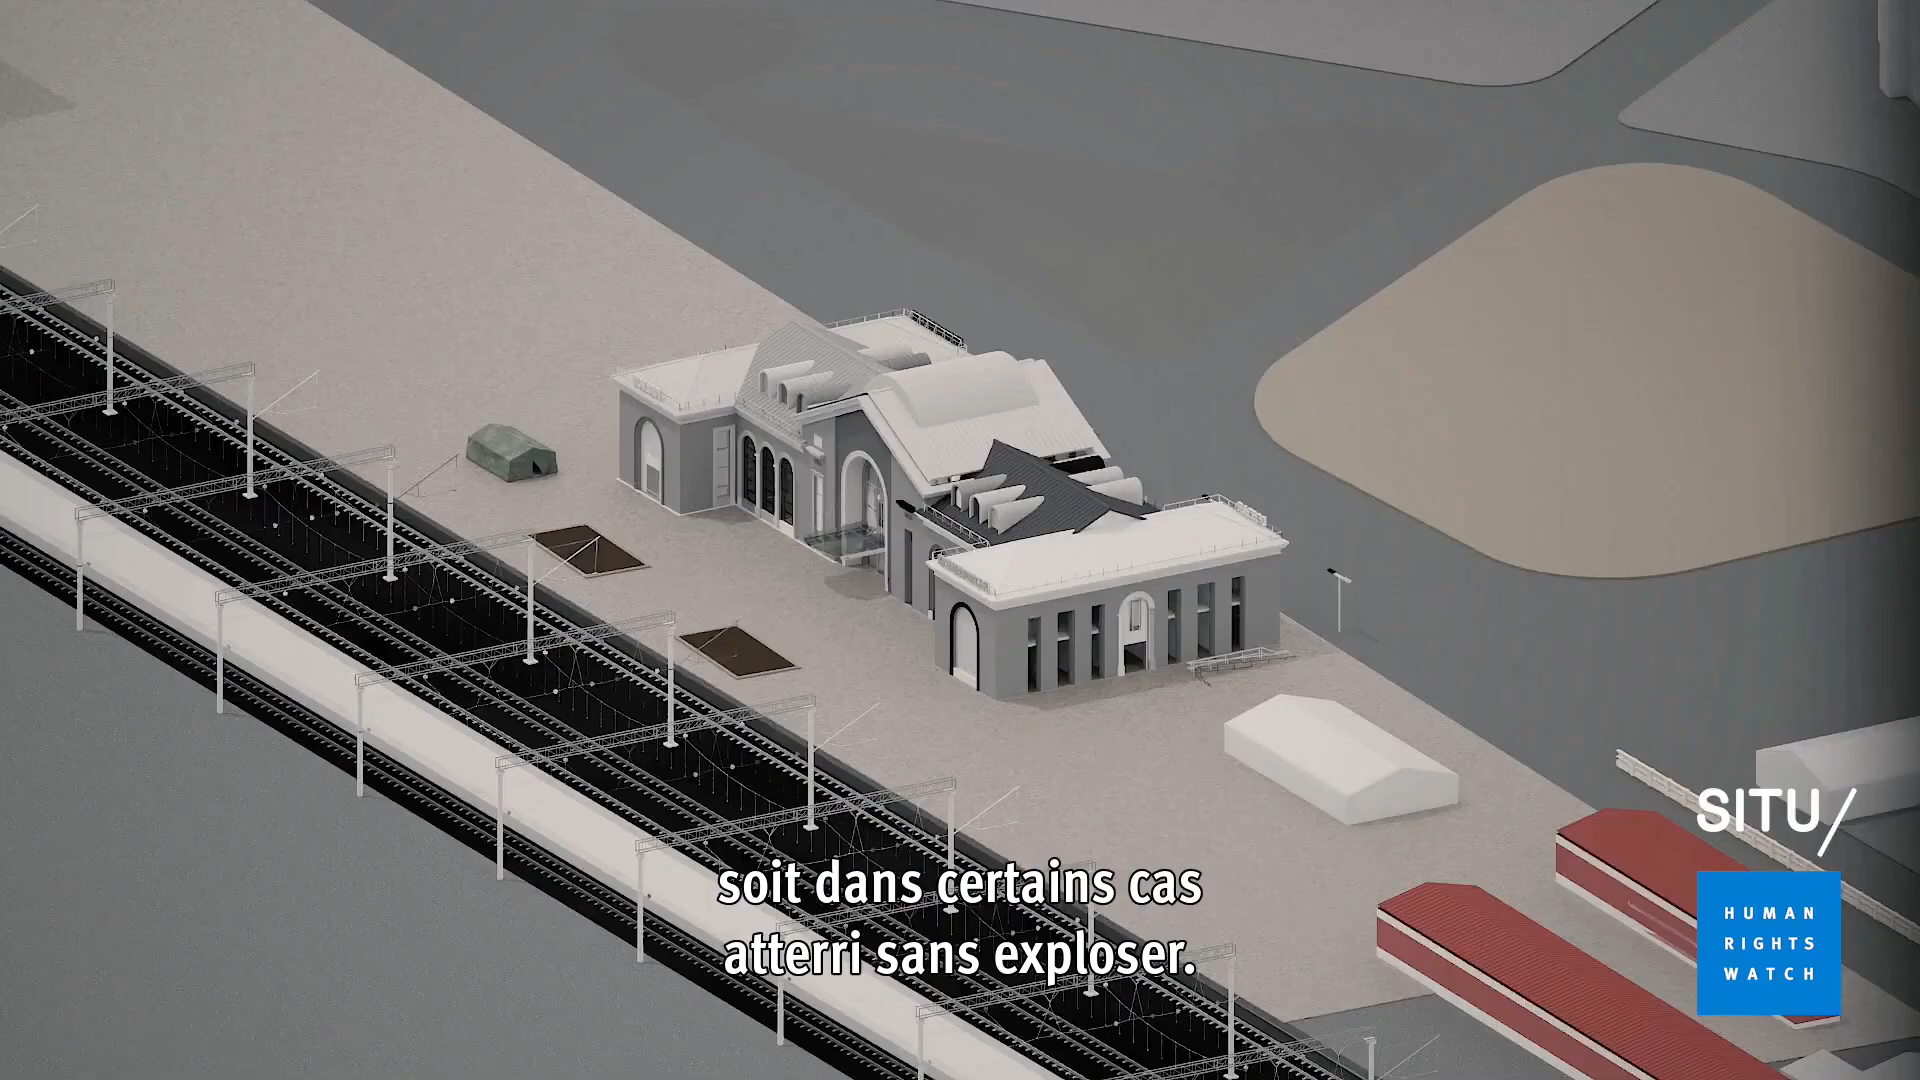 SITU/
HUMAN
RIGHTS
WATCH
soit dans certains cas
atterri sans exploser.